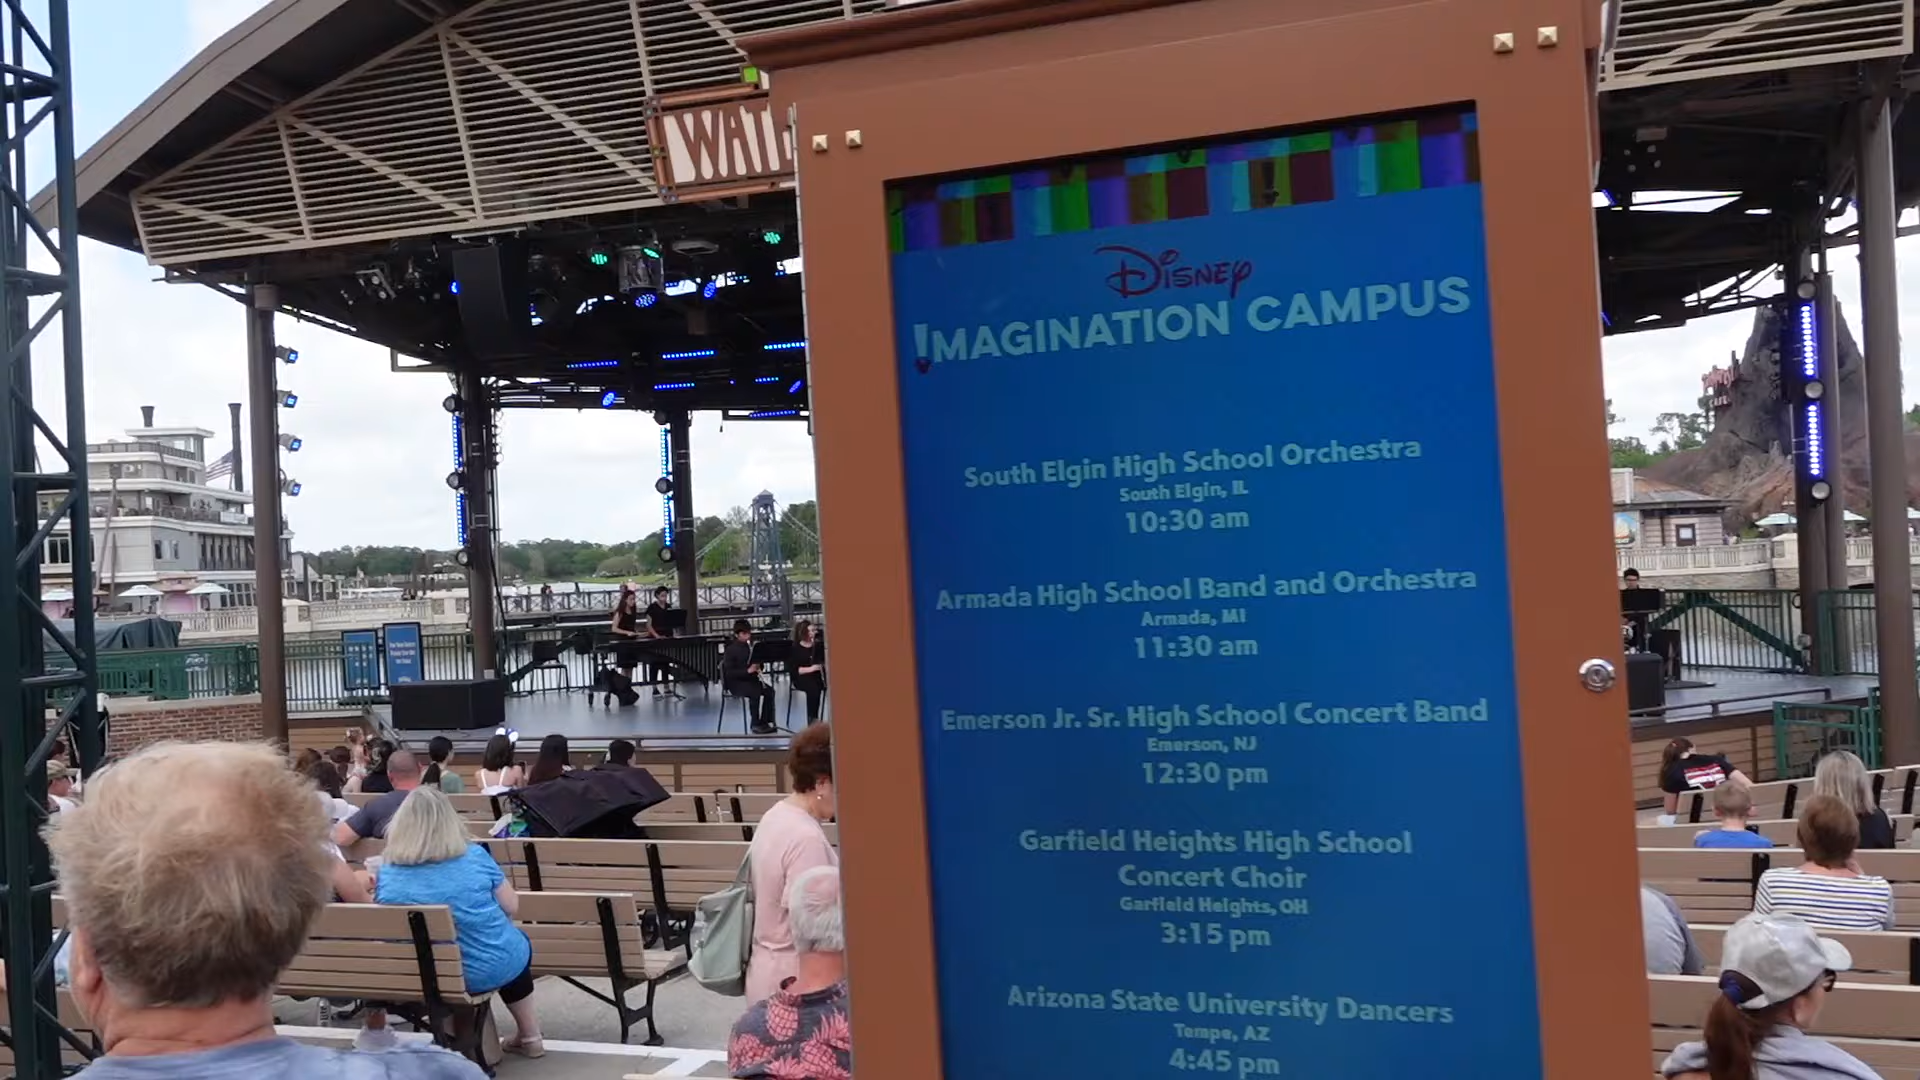 WAT
DISNEY
IMAGINATION CAMPUS
South Elgin High School Orchestra
South Elgin, IL
10:30 am
Armada High School Band and Orchestra
Armada, MI
11:30 am
Emerson Jr. Sr. High School Concert Band
Emerson, NJ
12:30 pm
Garfield Heights High School
Concert Choir
Garfield Heights, OH
3:15 pm
Arizona State University Dancers
Tempe, AZ
4:45 pm